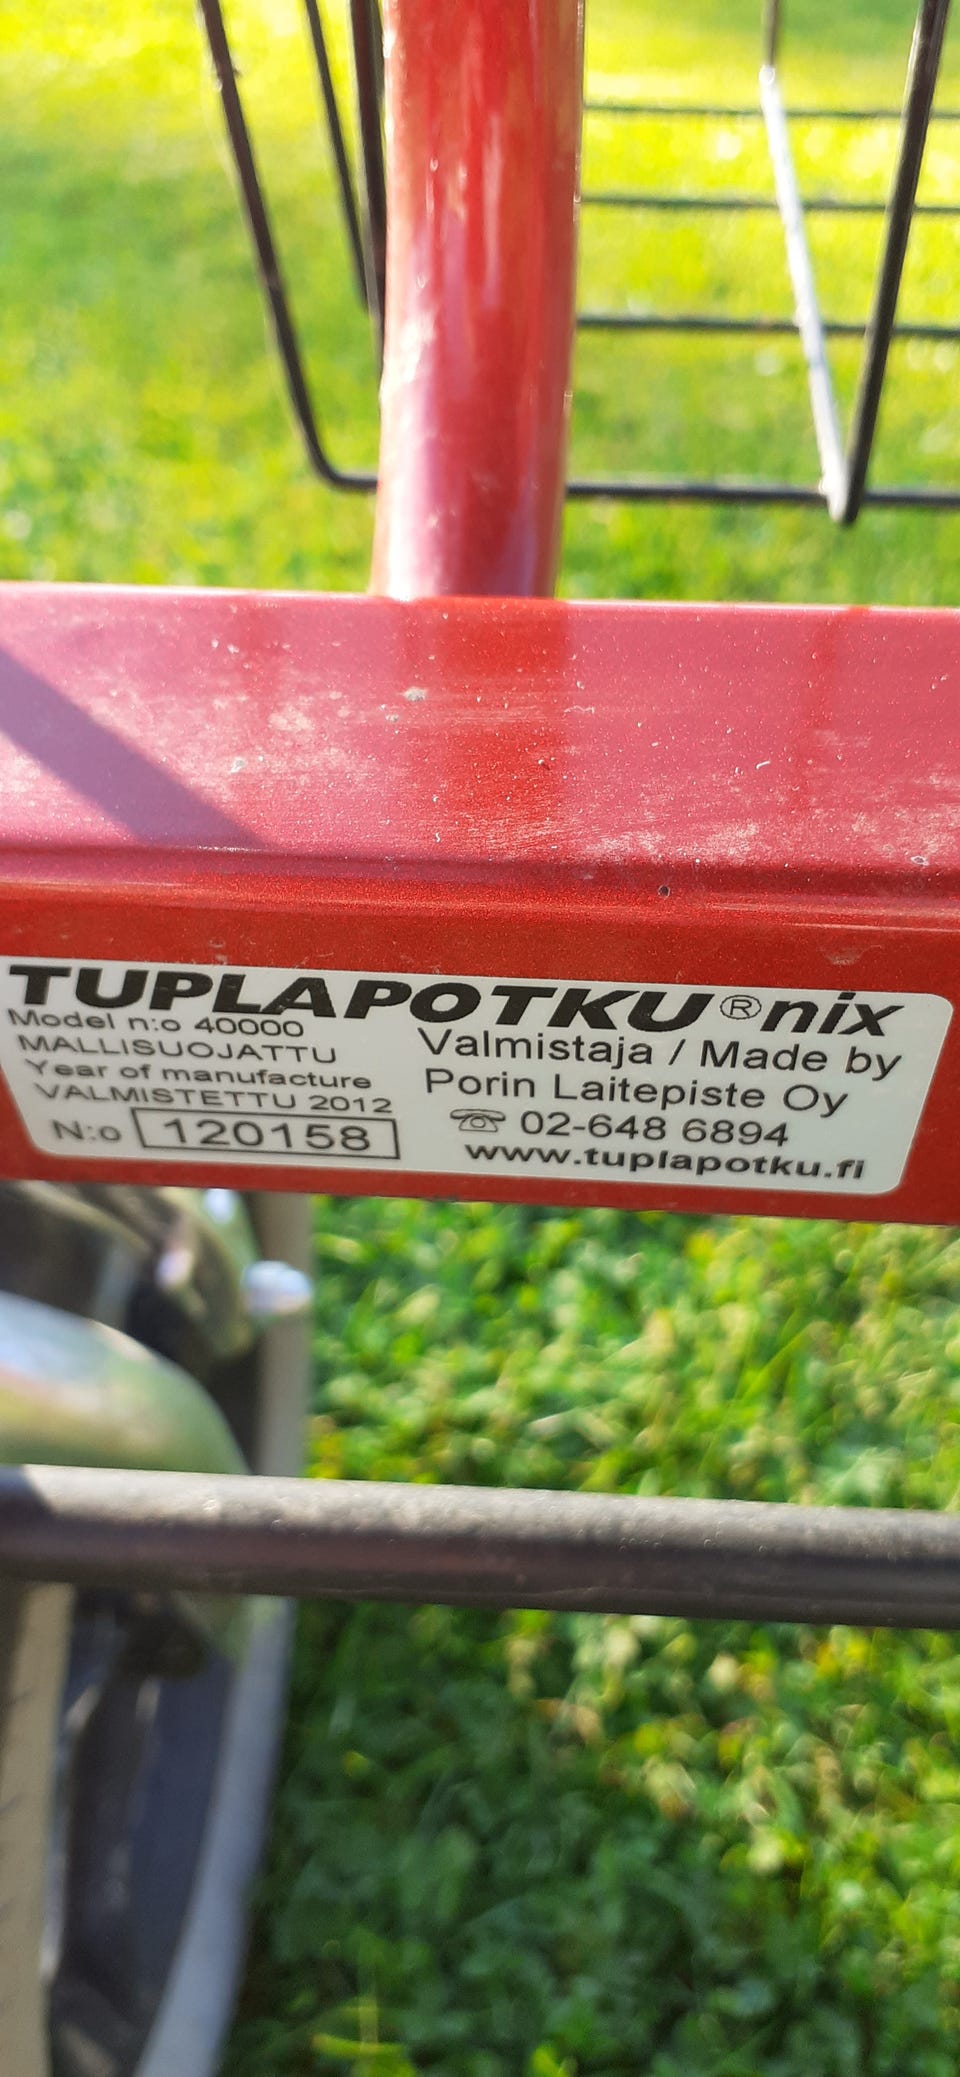 TUPLAPOTKU®nix
Model n:o 40000
MALLISUOJATTU
Year of manufacture
VALMISTETTU 2012
N:o 120158
Valmistaja / Made by
Porin Laitepiste Oy
☏ 02-648 6894
www.tuplapotku.fi